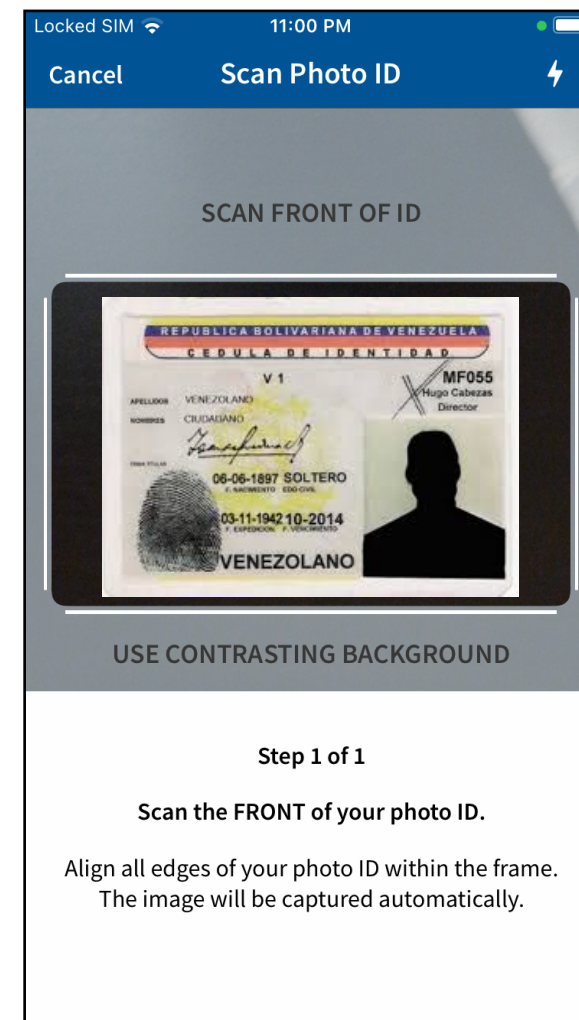 Locked SIM 11:00 PM
Cancel Scan Photo ID
SCAN FRONT OF ID
REPUBLICA BOLIVARIANA DE VENEZUELA
CEDULA DE IDENTIDAD
V 1
MF055
Hugo Cabezas
Director
APELLIDOS VENEZOLANO
NOMBRES CIUDADANO
FIRMA TITULAR
06-06-1897 SOLTERO
F. NACIMIENTO EDO CIVIL
03-11-1942 10-2014
F. EXPEDICION F. VENCIMIENTO
VENEZOLANO
USE CONTRASTING BACKGROUND
Step 1 of 1
Scan the FRONT of your photo ID.
Align all edges of your photo ID within the frame.
The image will be captured automatically.